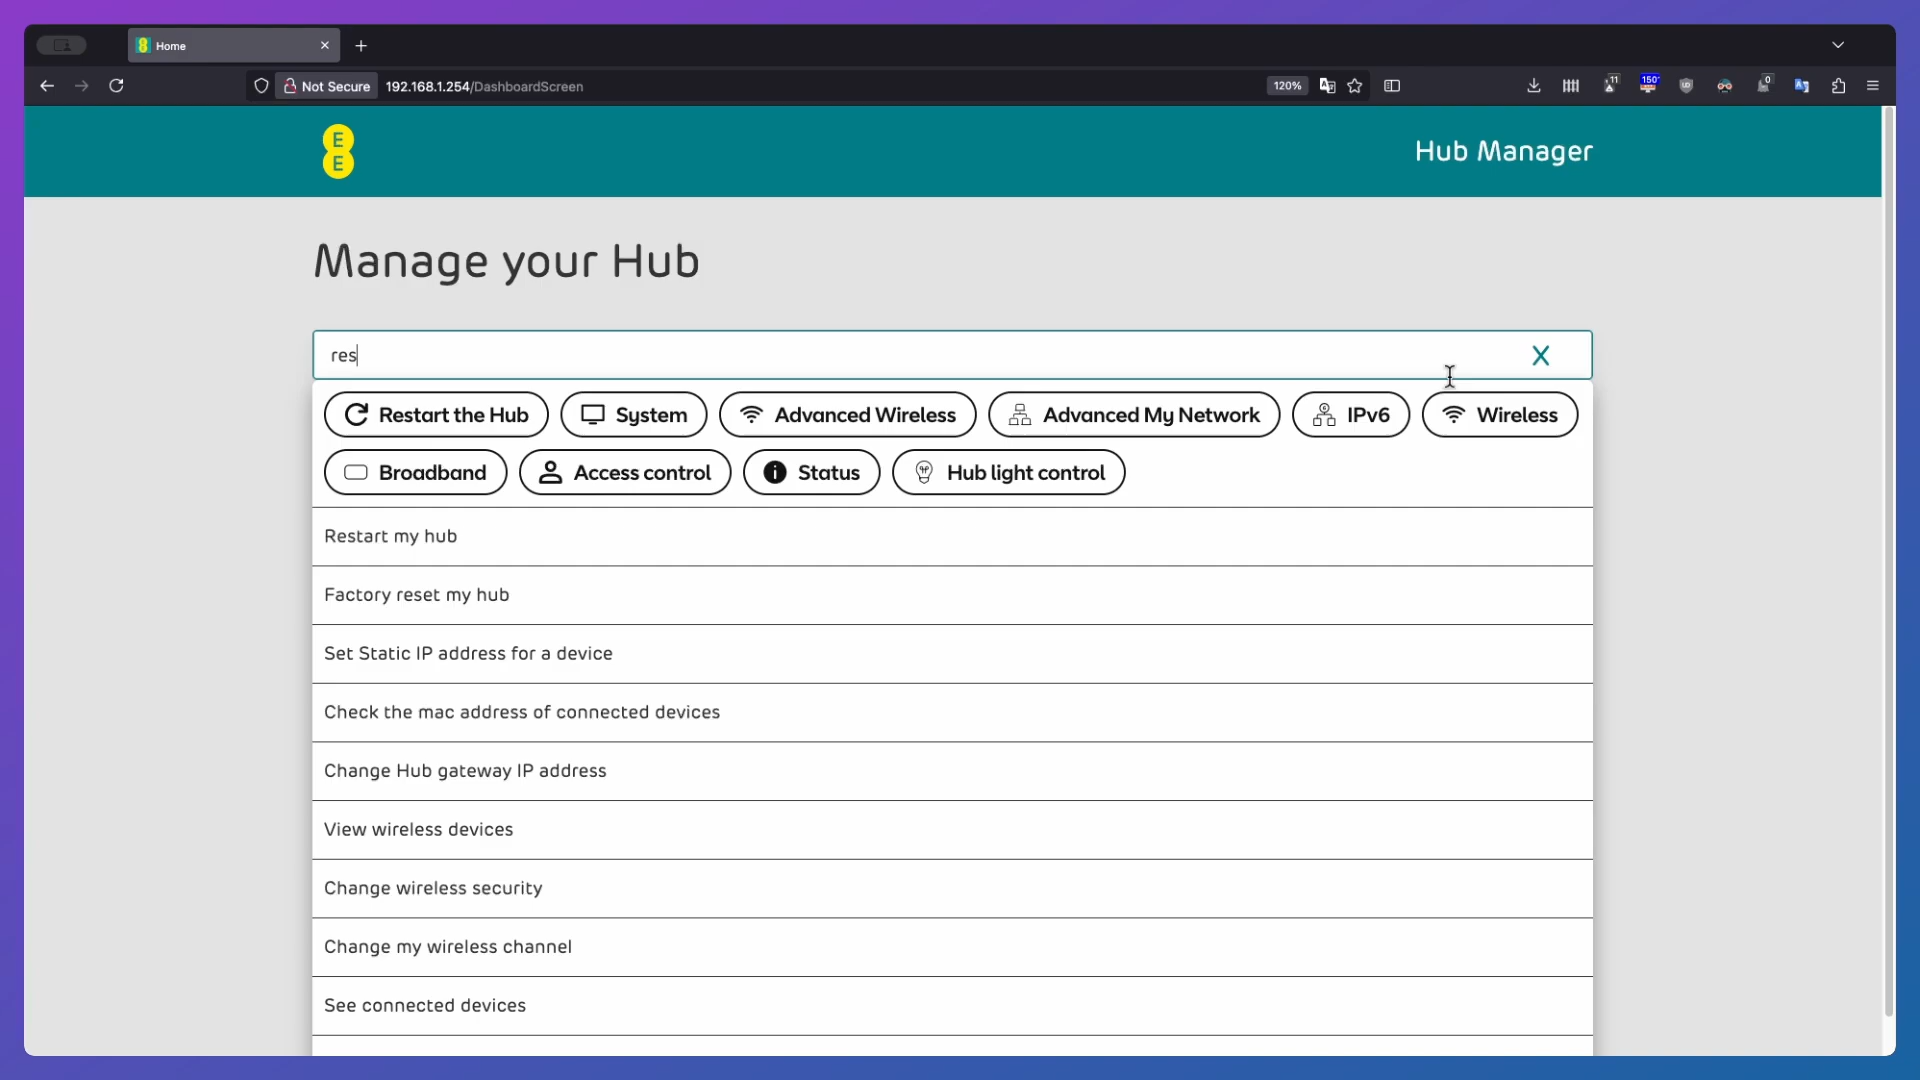 Home
Not Secure 192.168.1.254/DashboardScreen 120% 11 150 0
E
E
Hub Manager
Manage your Hub
res X
Restart the Hub System Advanced Wireless Advanced My Network IPv6 Wireless
Broadband Access control Status Hub light control
Restart my hub
Factory reset my hub
Set Static IP address for a device
Check the mac address of connected devices
Change Hub gateway IP address
View wireless devices
Change wireless security
Change my wireless channel
See connected devices